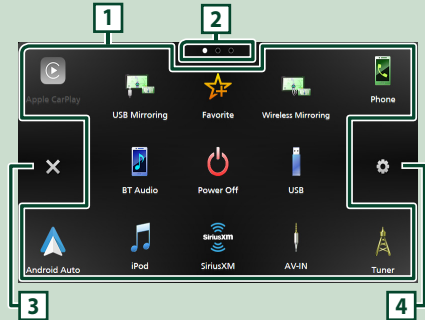 1
2
Apple CarPlay
USB Mirroring
Favorite
Wireless Mirroring
Phone
BT Audio
Power Off
USB
Android Auto
iPod
SiriusXM
SiriusXM
AV-IN
Tuner
3
4